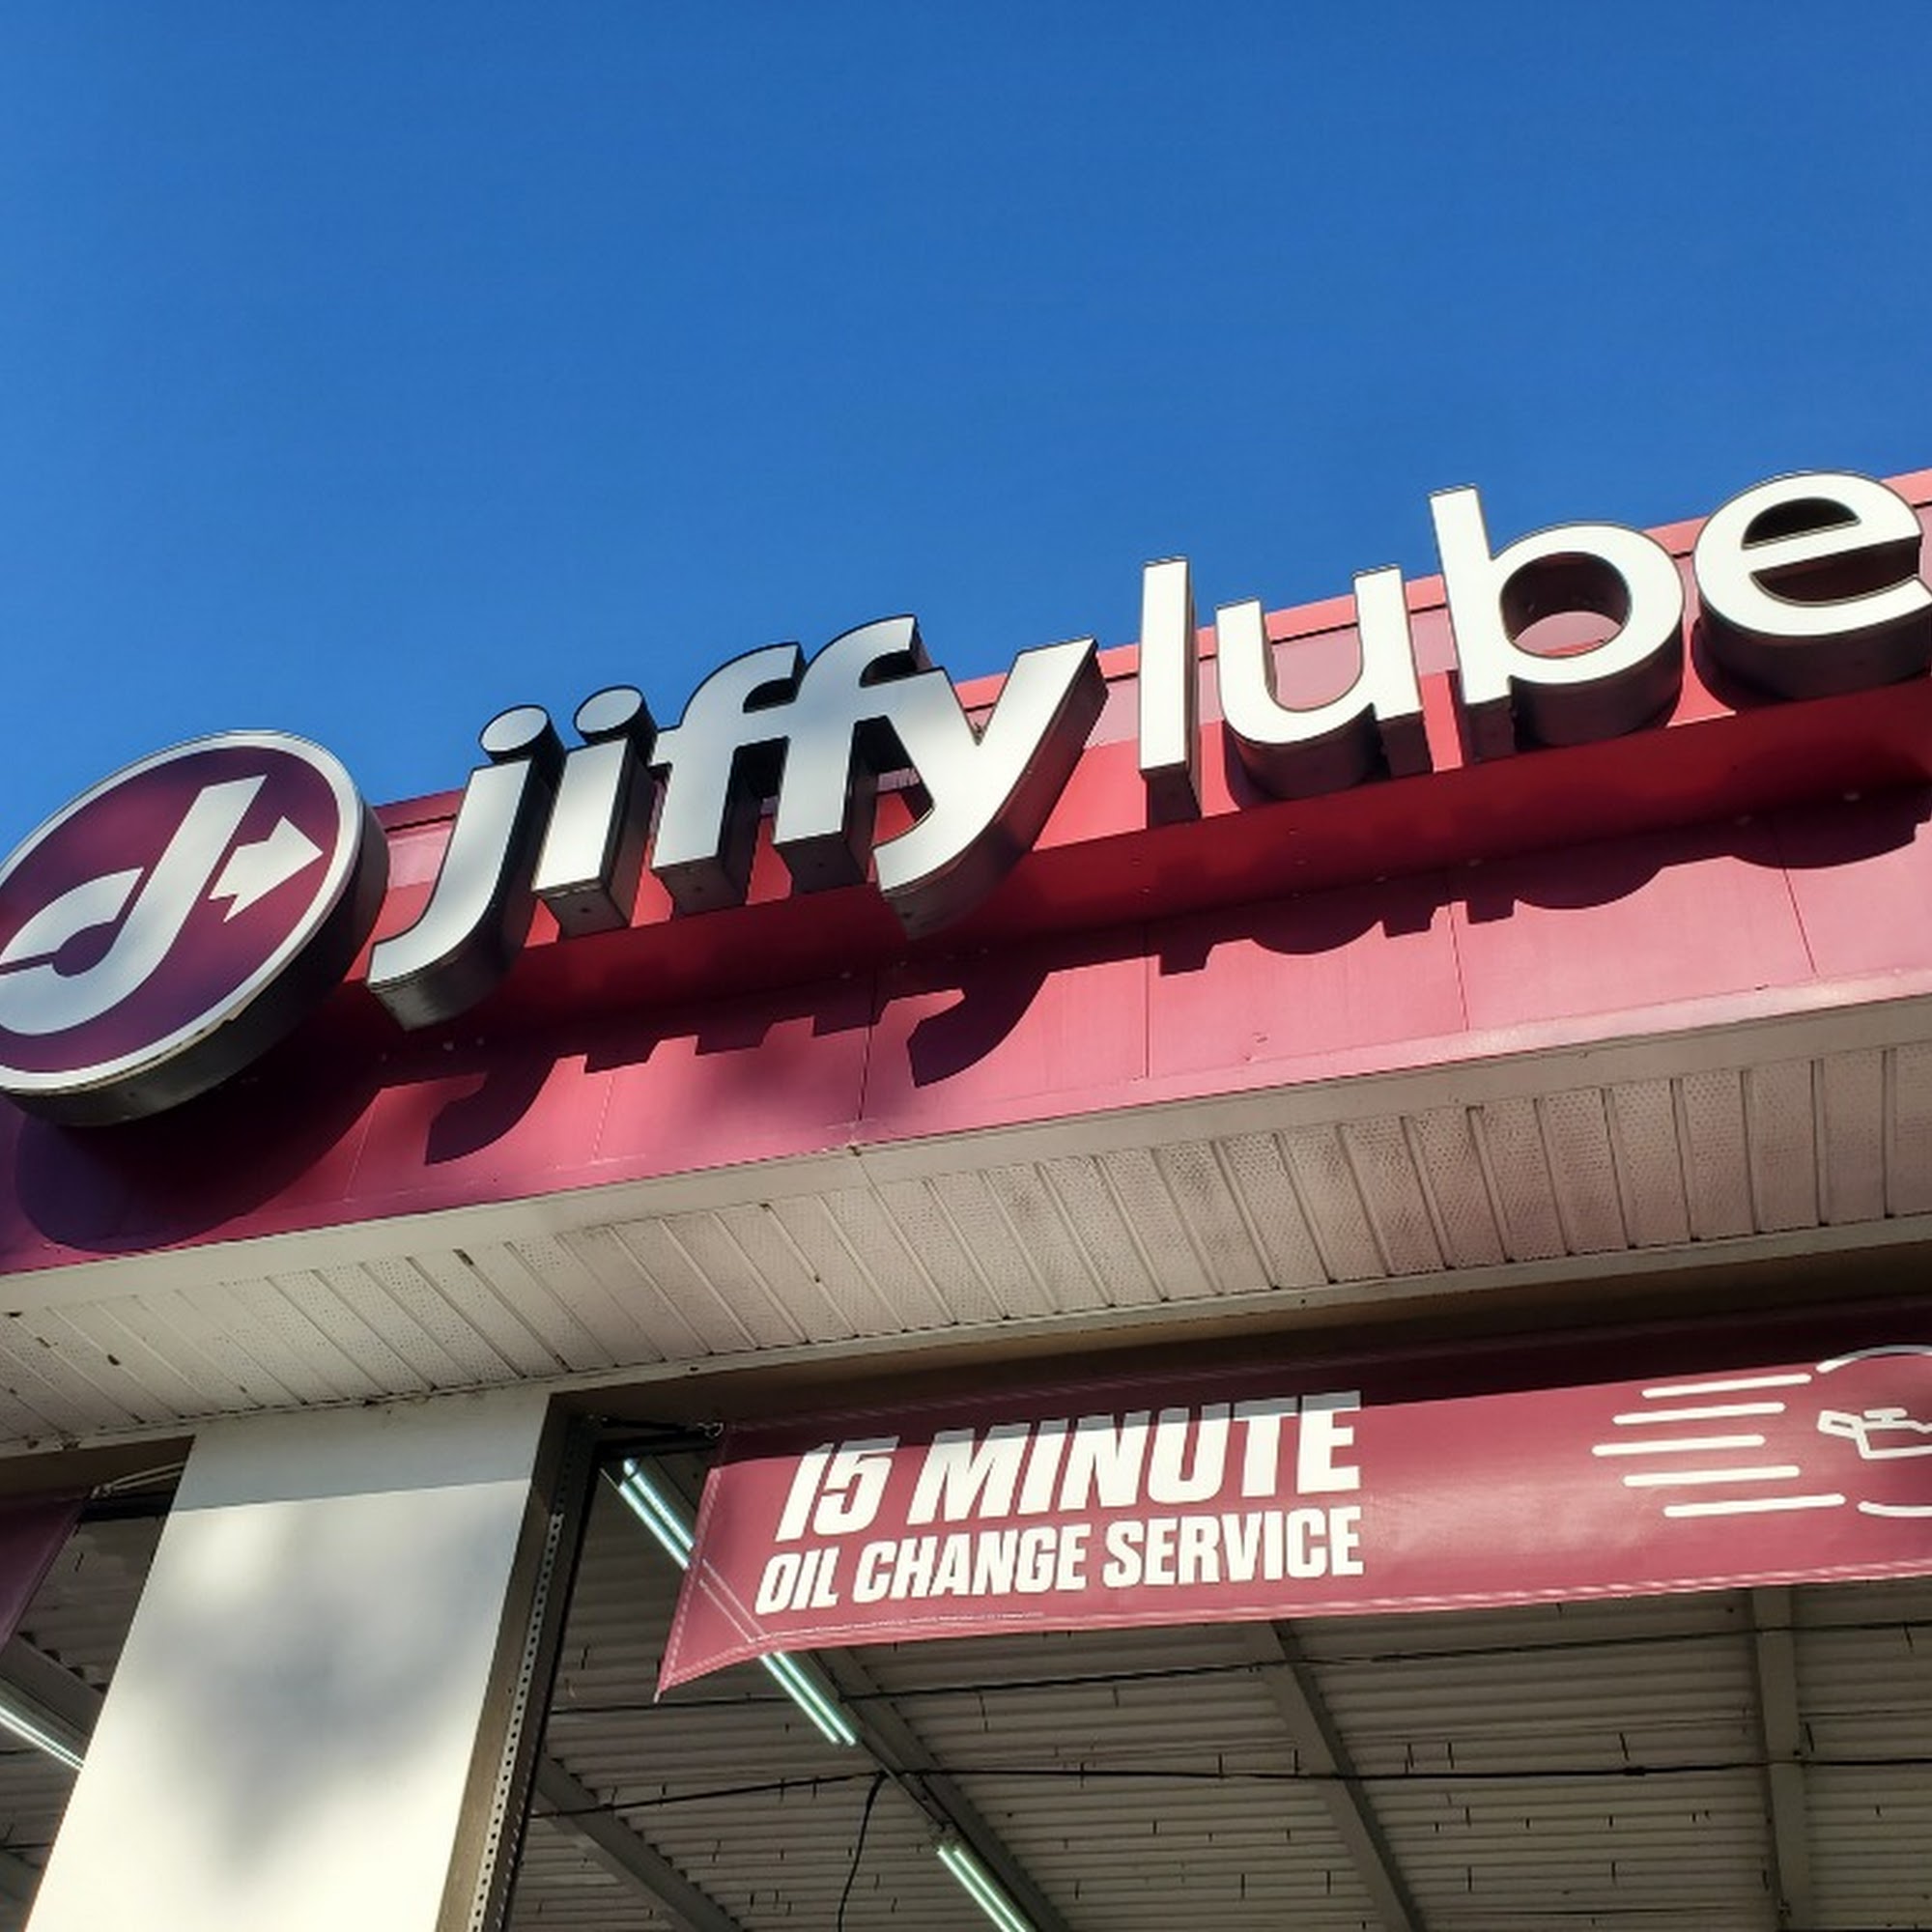 jiffy lube
15 MINUTE
OIL CHANGE SERVICE